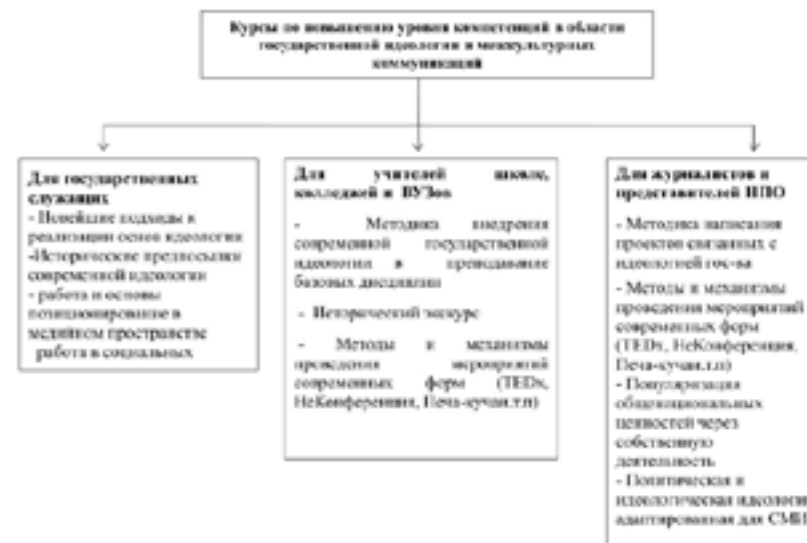 Курсы по повышению уровня компетенций в области
государственной идеологии и межкультурных
коммуникаций
Для государственных
служащих
- Новейшие подходы в
реализации основ идеологии
-Исторические предпосылки
современной идеологии
- работа и основы
позиционирование в
медийном пространстве
работа в социальных
Для учителей школе,
колледжей и ВУЗов
- Методика внедрения
современной государственной
идеологии в преподавание
базовых дисциплин
- Исторический экскурс
- Методы и механизмы
проведения мероприятий
современных форм (TEDx,
НеКонференция, Печа-кучаи.т.п)
Для журналистов и
представителей НПО
- Методика написания
проектов связанных с
идеологией гос-ва
- Методы и механизмы
проведения мероприятий
современных форм
(TEDx, НеКонференция,
Печа-кучаи.т.п)
- Популяризация
общенациональных
ценностей через
собственную
деятельность
- Политическая и
идеологическая идеология
адаптированная для СМИ